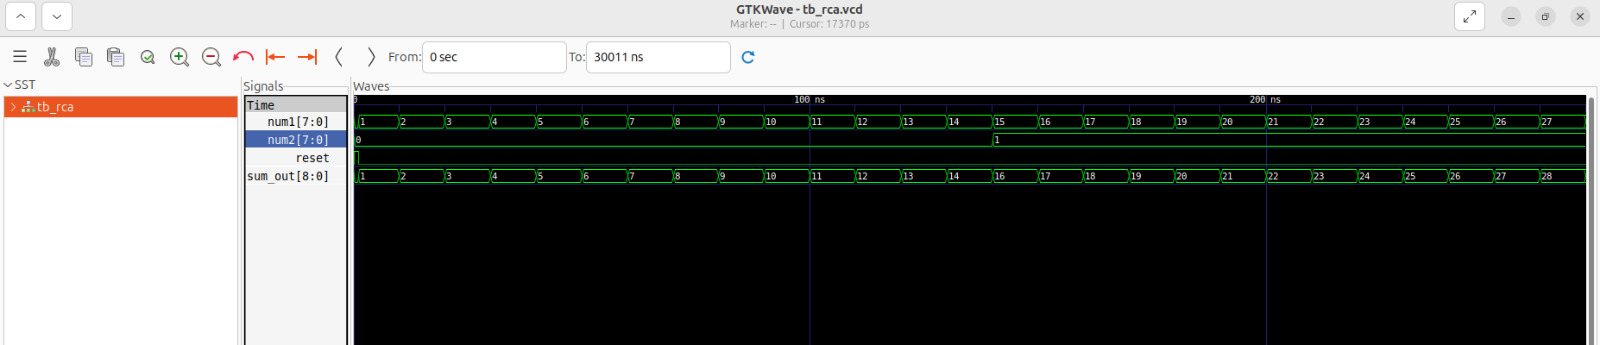 GTKWave - tb_rca.vcd
Marker: -- | Cursor: 17370 ps
From: 0 sec To: 30011 ns
SST Signals Waves
tb_rca
Time 0 100 ns 200 ns
num1[7:0] 1 2 3 4 5 6 7 8 9 10 11 12 13 14 15 16 17 18 19 20 21 22 23 24 25 26 27
num2[7:0] 0 1
reset
sum_out[8:0] 1 2 3 4 5 6 7 8 9 10 11 12 13 14 16 17 18 19 20 21 22 23 24 25 26 27 28